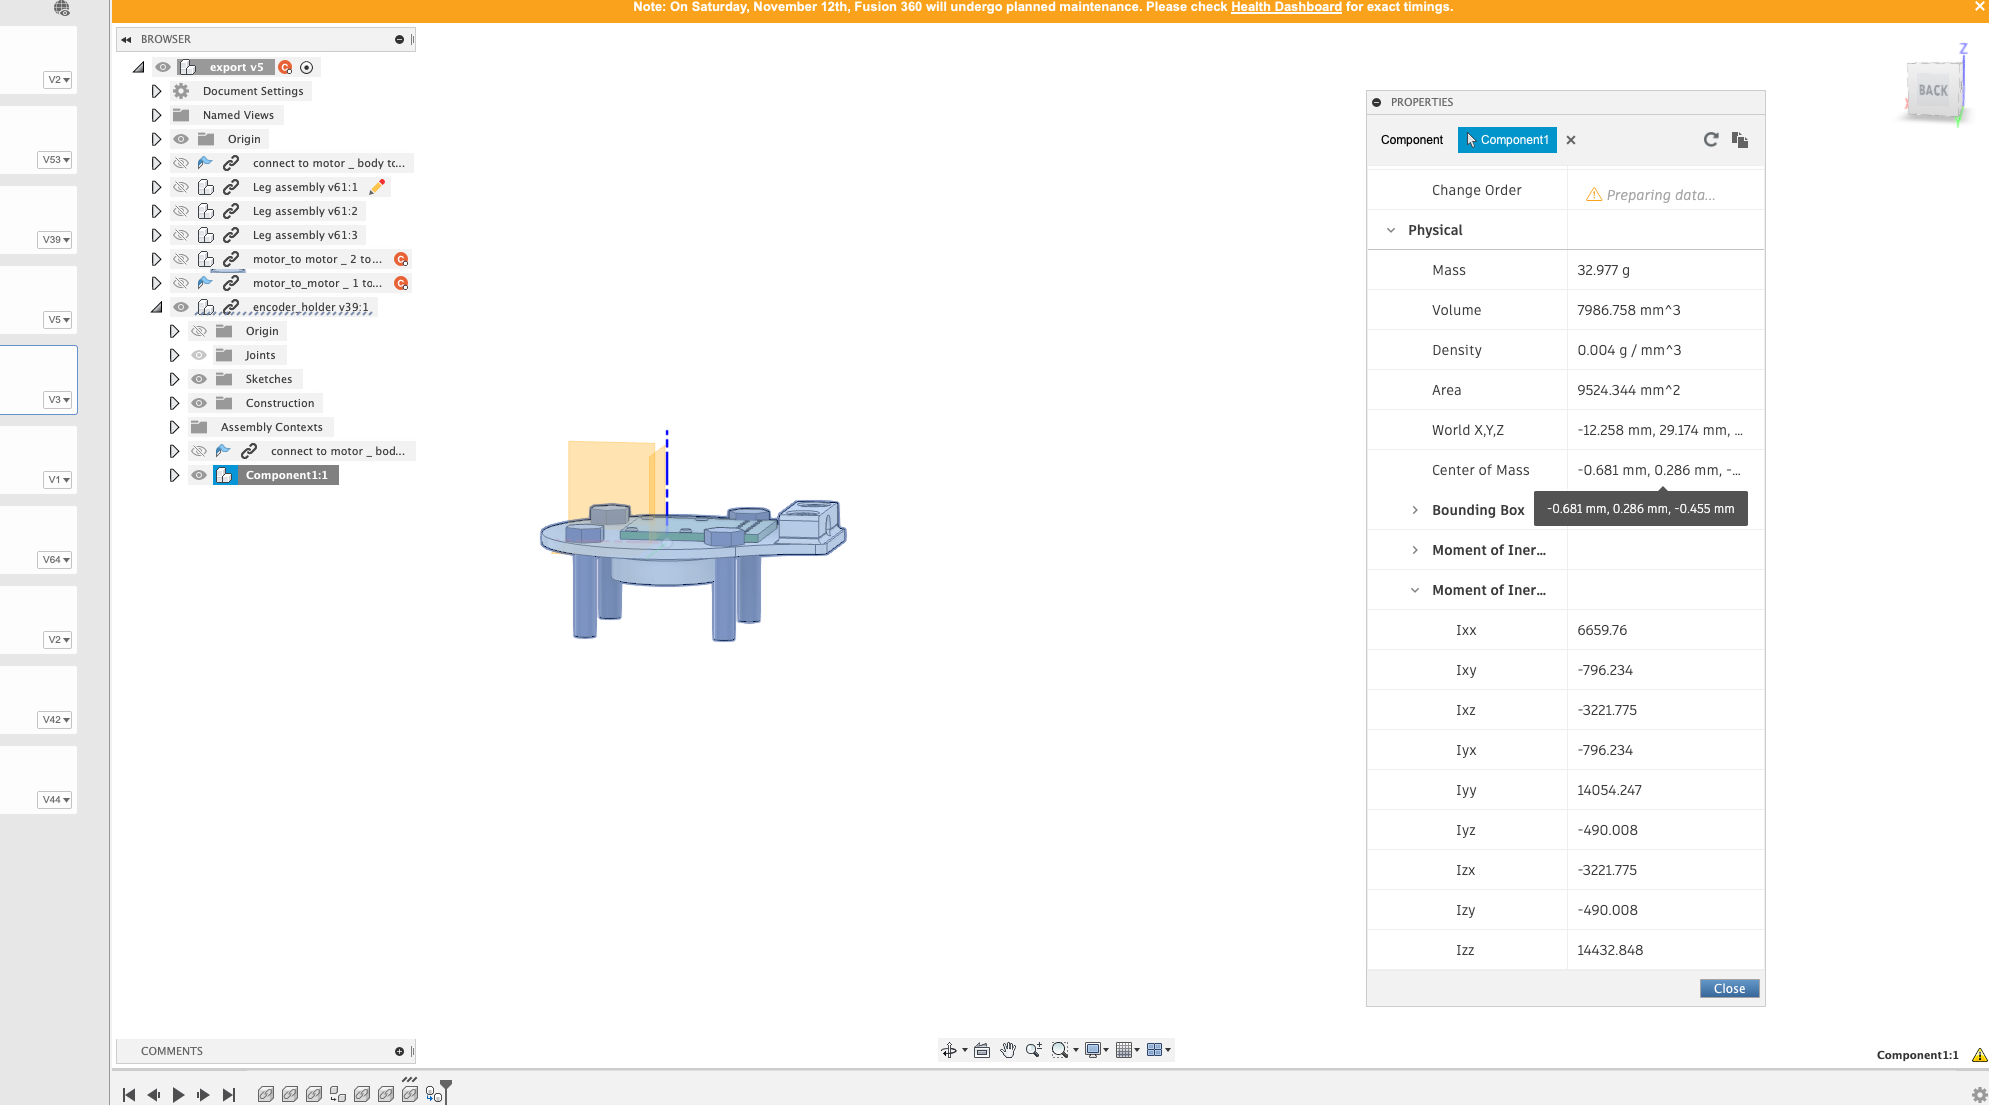 Note: On Saturday, November 12th, Fusion 360 will undergo planned maintenance. Please check Health Dashboard for exact timings.
BROWSER
export v5
Document Settings
Named Views
Origin
connect to motor _ body to...
Leg assembly v61:1
Leg assembly v61:2
Leg assembly v61:3
motor_to motor _ 2 to...
motor_to_motor _ 1 to...
encoder_holder v39:1
Origin
Joints
Sketches
Construction
Assembly Contexts
connect to motor _ bod...
Component1:1
V2
V53
V39
V5
V3
V1
V64
V2
V42
V44
Z
BACK
X
Y
PROPERTIES
Component Component1
Change Order Preparing data...
Physical
Mass 32.977 g
Volume 7986.758 mm^3
Density 0.004 g / mm^3
Area 9524.344 mm^2
World X,Y,Z -12.258 mm, 29.174 mm, ...
Center of Mass -0.681 mm, 0.286 mm, -...
Bounding Box
-0.681 mm, 0.286 mm, -0.455 mm
Moment of Iner...
Moment of Iner...
Ixx 6659.76
Ixy -796.234
Ixz -3221.775
Iyx -796.234
Iyy 14054.247
Iyz -490.008
Izx -3221.775
Izy -490.008
Izz 14432.848
Close
COMMENTS
Component1:1